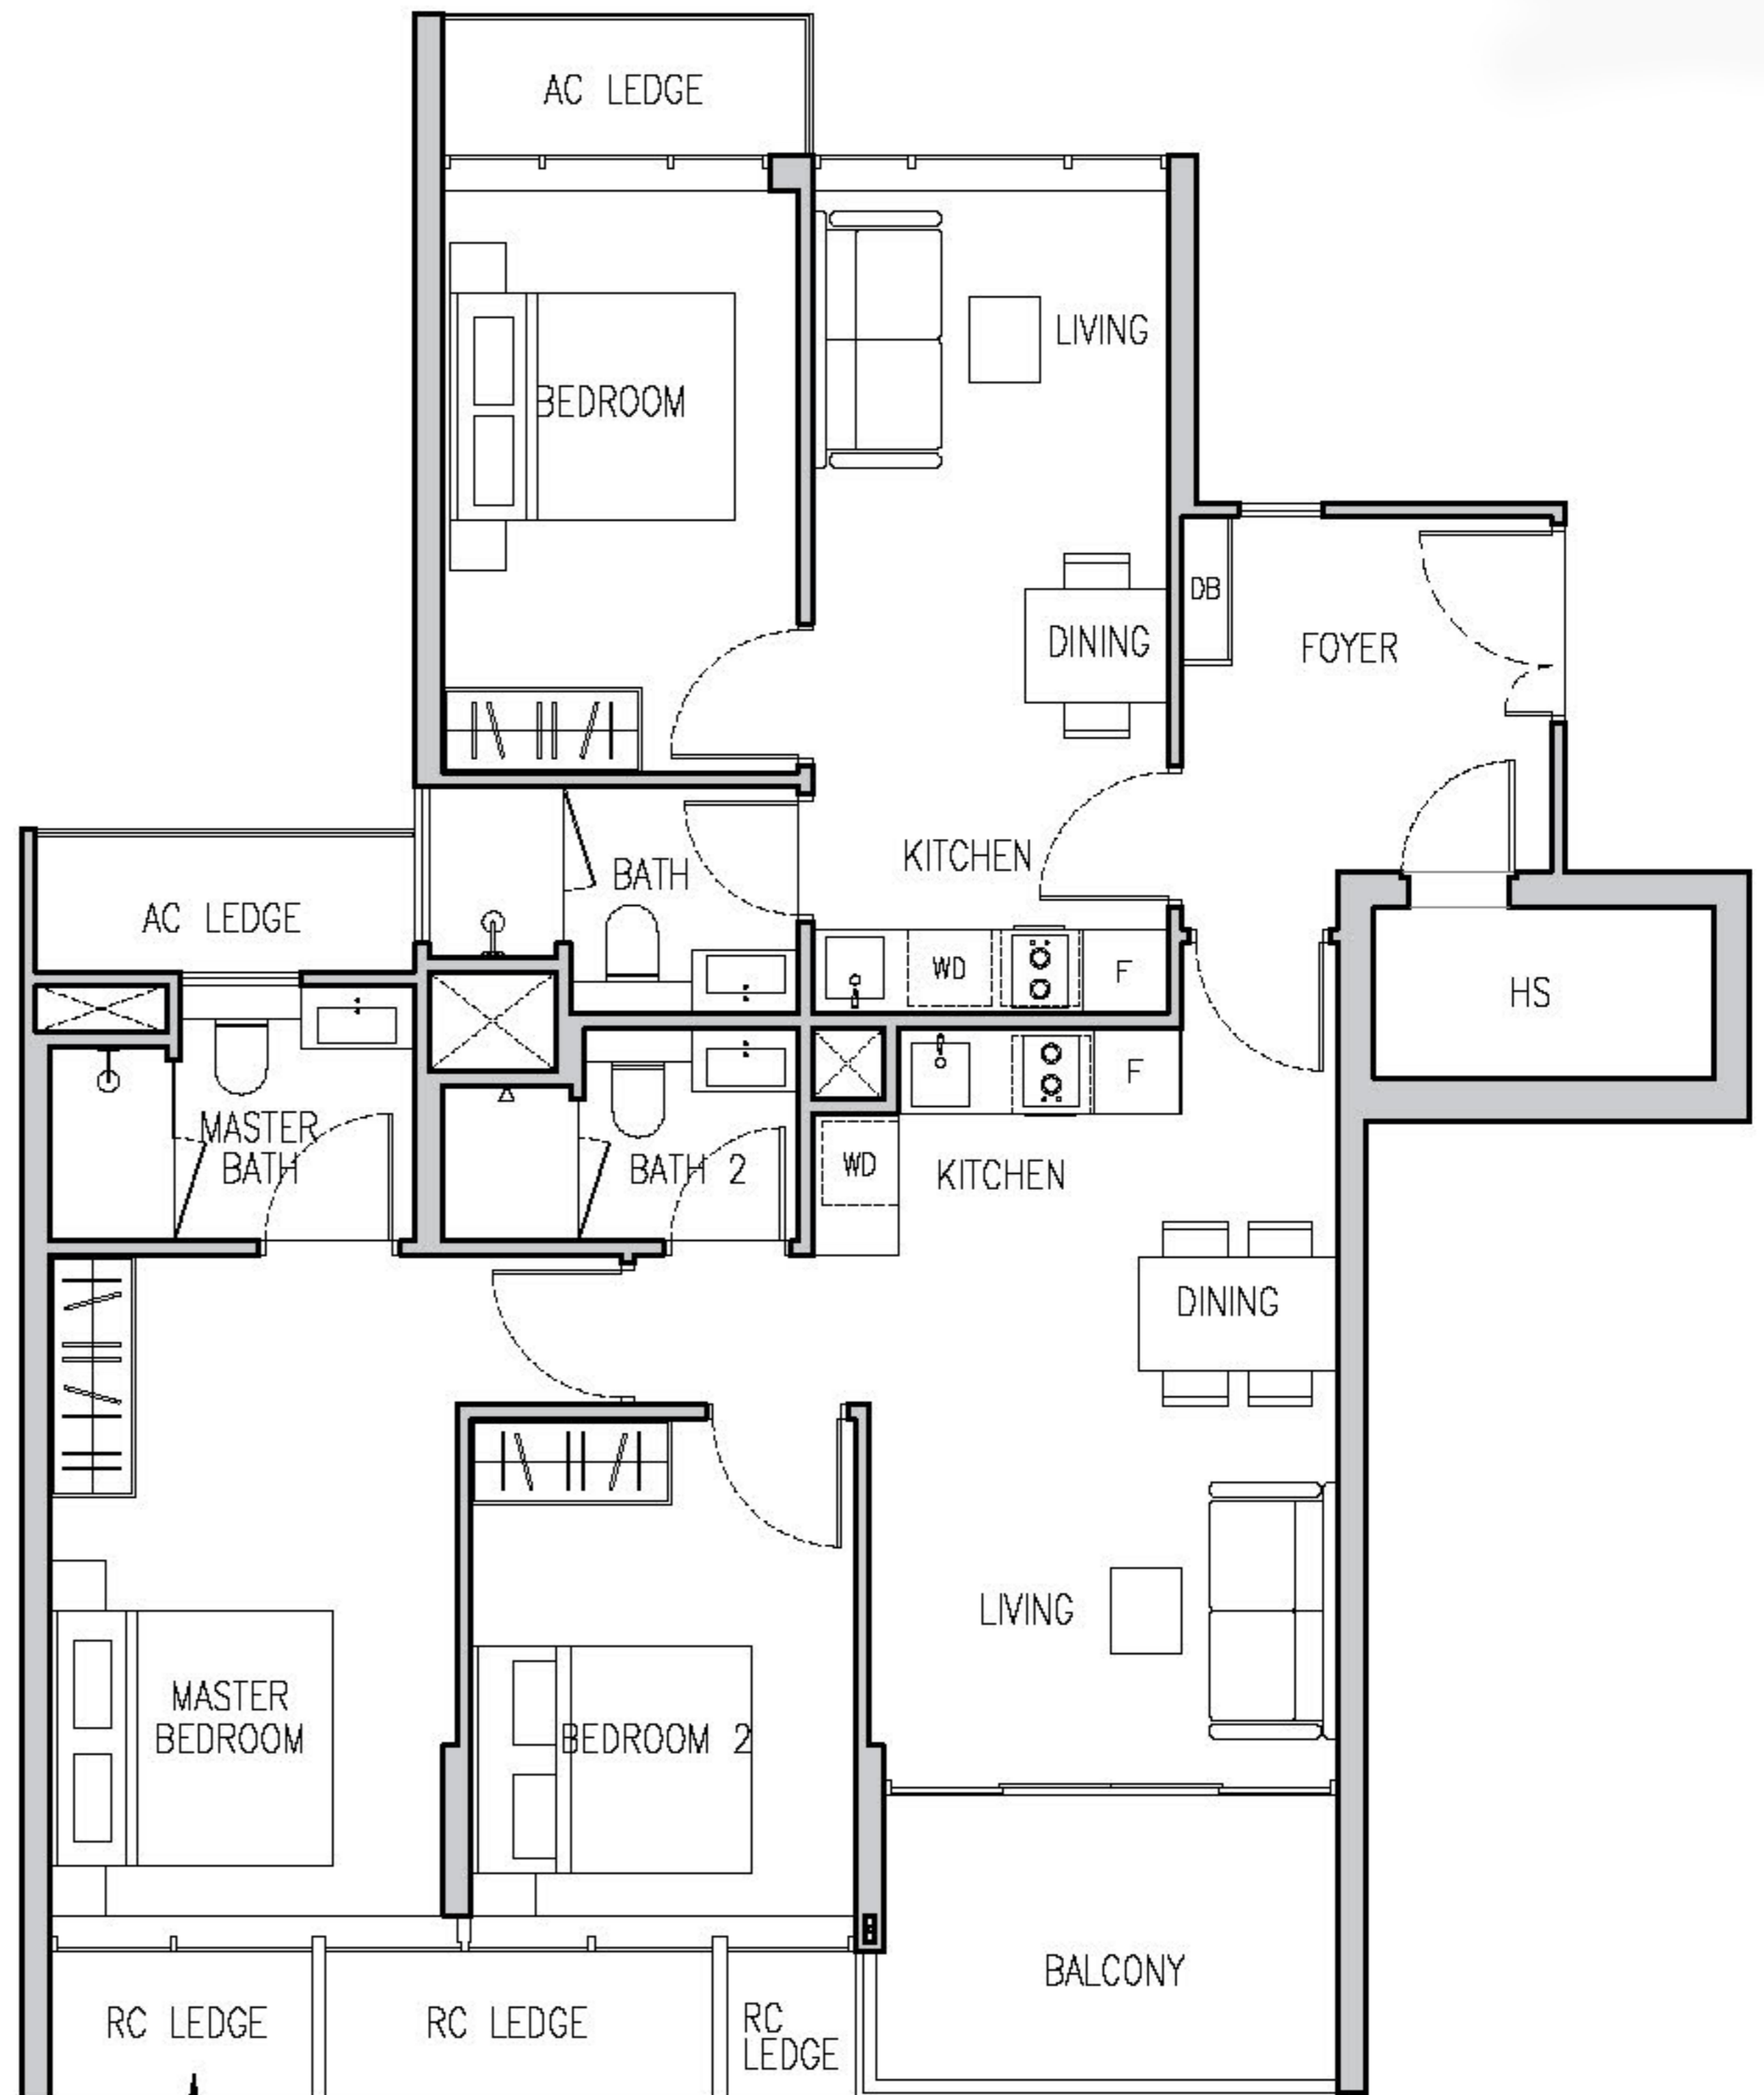 AC LEDGE
LIVING
BEDROOM
DB
DINING
FOYER
KITCHEN
BATH
AC LEDGE
WD
F
HS
F
MASTER
BATH
BATH 2
WD
KITCHEN
DINING
LIVING
MASTER
BEDROOM
BEDROOM 2
BALCONY
RC LEDGE
RC LEDGE
RC
LEDGE